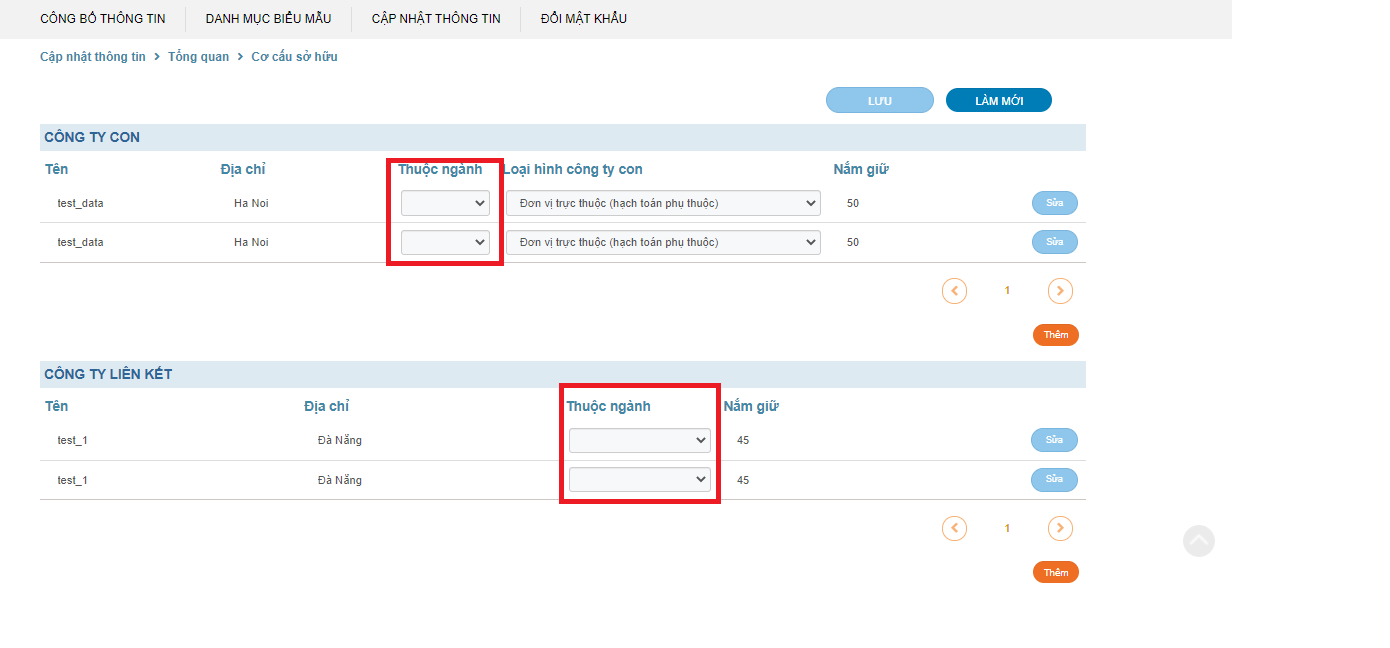 CÔNG BỐ THÔNG TIN DANH MỤC BIỂU MẪU CẬP NHẬT THÔNG TIN ĐỔI MẬT KHẨU
Cập nhật thông tin > Tổng quan > Cơ cấu sở hữu
LƯU LÀM MỚI
CÔNG TY CON
Tên Địa chỉ Thuộc ngành Loại hình công ty con Nắm giữ
test_data Ha Noi Đơn vị trực thuộc (hạch toán phụ thuộc) 50 Sửa
test_data Ha Noi Đơn vị trực thuộc (hạch toán phụ thuộc) 50 Sửa
1
Thêm
CÔNG TY LIÊN KẾT
Tên Địa chỉ Thuộc ngành Nắm giữ
test_1 Đà Nẵng 45 Sửa
test_1 Đà Nẵng 45 Sửa
1
Thêm